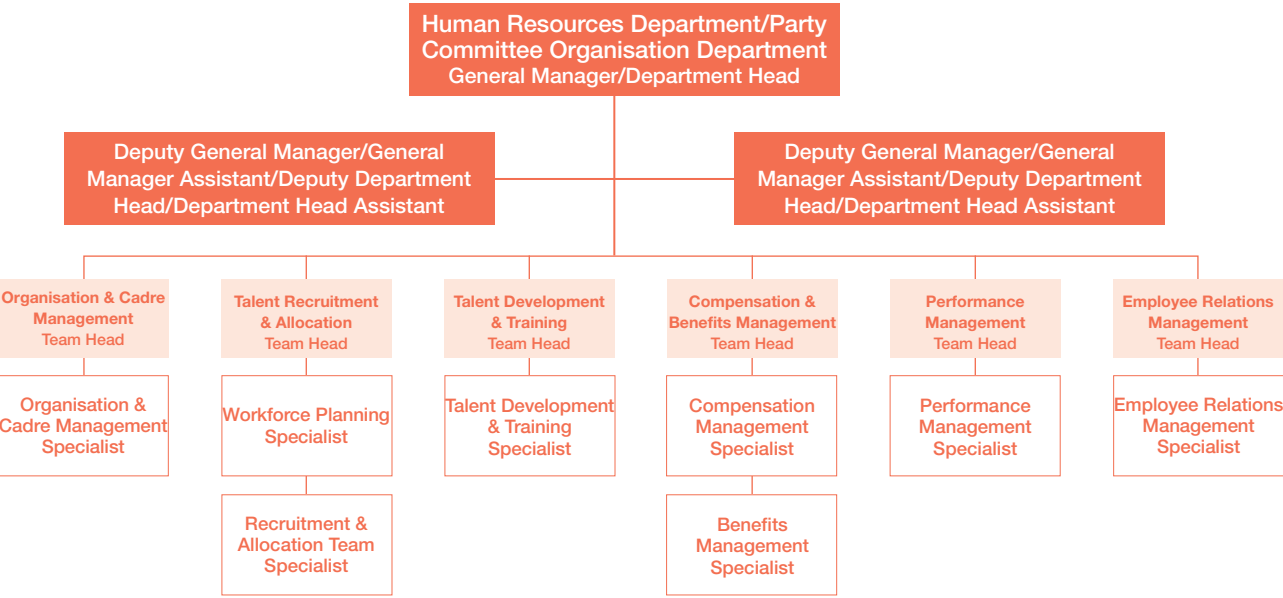 Human Resources Department/Party
Committee Organisation Department
General Manager/Department Head
Deputy General Manager/General
Manager Assistant/Deputy Department
Head/Department Head Assistant
Deputy General Manager/General
Manager Assistant/Deputy Department
Head/Department Head Assistant
Organisation & Cadre
Management
Team Head
Talent Recruitment
& Allocation
Team Head
Talent Development
& Training
Team Head
Compensation &
Benefits Management
Team Head
Performance
Management
Team Head
Employee Relations
Management
Team Head
Organisation &
Cadre Management
Specialist
Workforce Planning
Specialist
Talent Development
& Training
Specialist
Compensation
Management
Specialist
Performance
Management
Specialist
Employee Relations
Management
Specialist
Recruitment &
Allocation Team
Specialist
Benefits
Management
Specialist